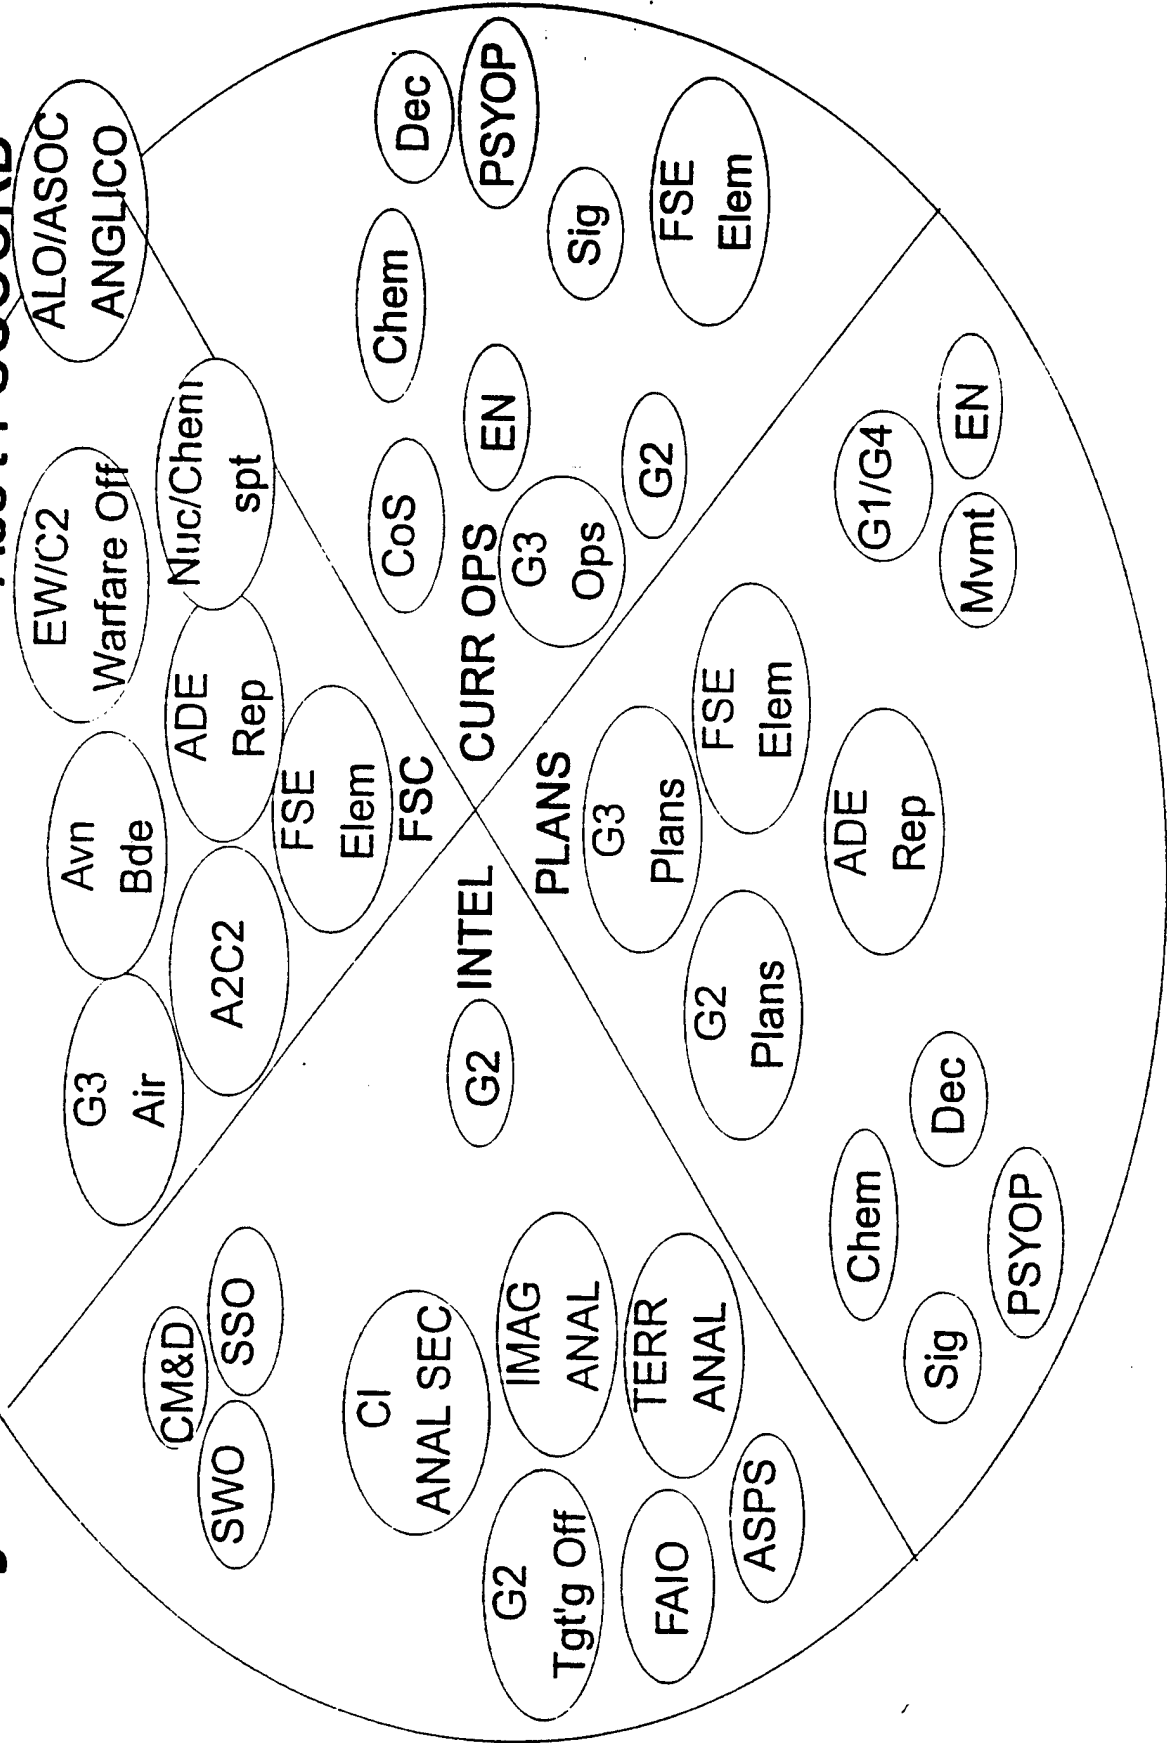 ALO/ASOC
ANGLICO
EW/C2
Warfare Off
Avn
Bde
G3
Air
Nuc/Chem
spt
ADE
Rep
A2C2
FSE
Elem
FSC
CM&D
SWO
SSO
CI
ANAL SEC
G2
INTEL
G2
Tgt'g Off
IMAG
ANAL
FAIO
TERR
ANAL
ASPS
Chem
Dec
CoS
CURR OPS
EN
PSYOP
G3
Ops
Sig
G2
FSE
Elem
PLANS
G3
Plans
G2
Plans
FSE
Elem
ADE
Rep
G1/G4
Mvmt
EN
Chem
Sig
Dec
PSYOP